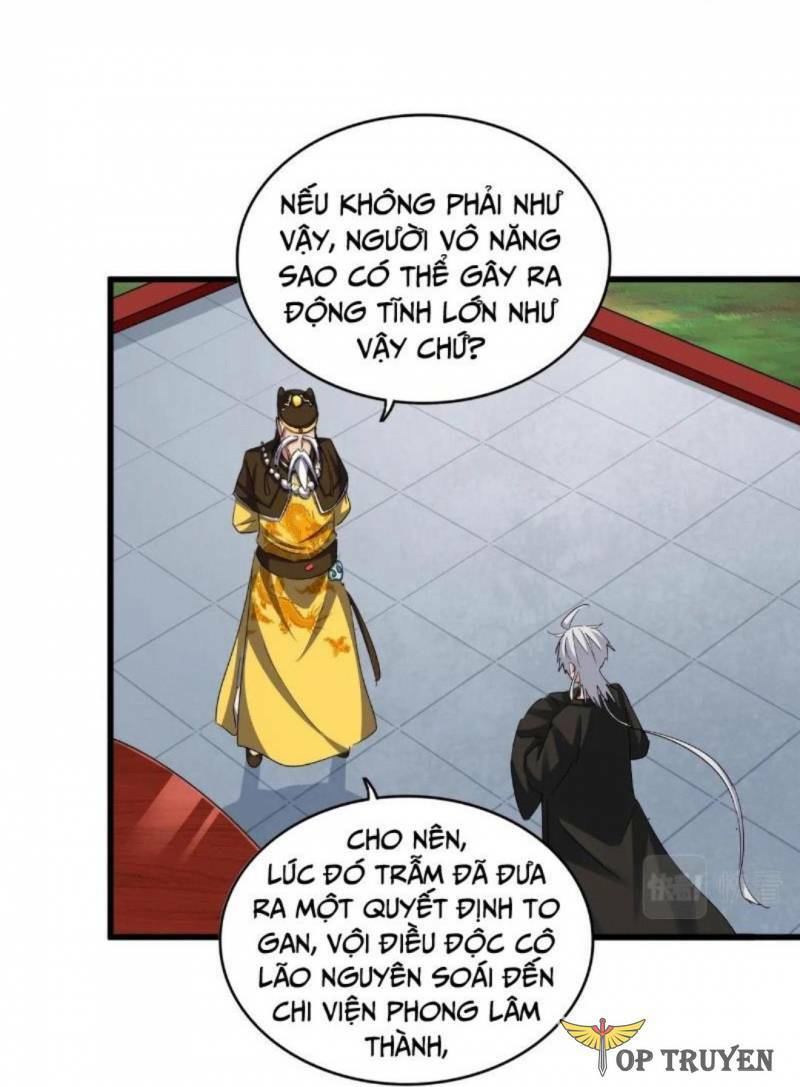 NẾU KHÔNG PHẢI NHƯ
VẬY, NGƯỜI VÔ NĂNG
SAO CÓ THỂ GÂY RA
ĐỘNG TĨNH LỚN NHƯ
VẬY CHỨ?
CHO NÊN,
LÚC ĐÓ TRẪM ĐÃ ĐƯA
RA MỘT QUYẾT ĐỊNH TO
GAN, VỘI ĐIỀU ĐỘC CÔ
LÃO NGUYÊN SOÁI ĐẾN
CHI VIỆN PHONG LÂM
THÀNH,
TOP TRUYEN